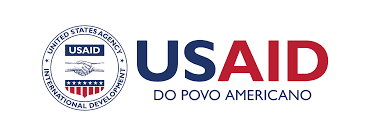 UNITED STATES AGENCY
USAID
INTERNATIONAL DEVELOPMENT
USAID
DO POVO AMERICANO